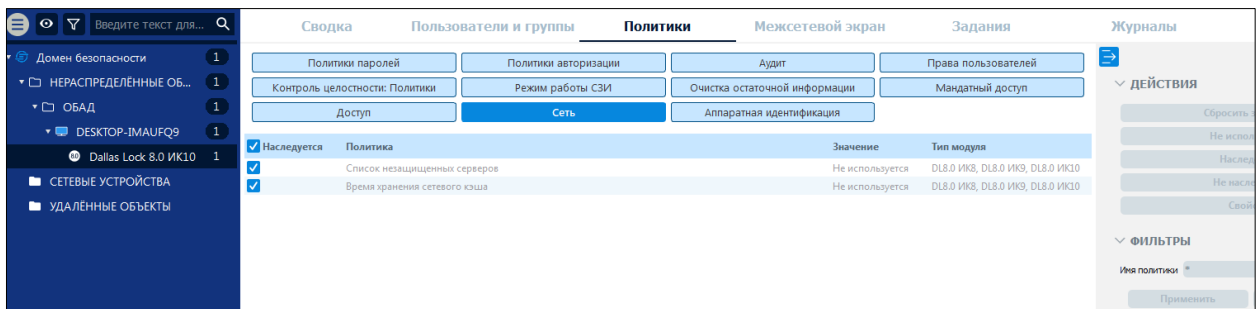 Введите текст для...
Сводка Пользователи и группы Политики Межсетевой экран Задания Журналы
Домен безопасности 1
НЕРАСПРЕДЕЛЁННЫЕ ОБ... 1
ОБАД 1
DESKTOP-IMAUFQ9 1
Dallas Lock 8.0 ИК10 1
СЕТЕВЫЕ УСТРОЙСТВА
УДАЛЁННЫЕ ОБЪЕКТЫ
Политики паролей Политики авторизации Аудит Права пользователей
Контроль целостности: Политики Режим работы СЗИ Очистка остаточной информации Мандатный доступ
Доступ Сеть Аппаратная идентификация
Наследуется Политика Значение Тип модуля
Список незащищенных серверов Не используется DL8.0 ИК8, DL8.0 ИК9, DL8.0 ИК10
Время хранения сетевого кэша Не используется DL8.0 ИК8, DL8.0 ИК9, DL8.0 ИК10
ДЕЙСТВИЯ
Сбросить
Не испол
Наслед
Не насле
Свой
ФИЛЬТРЫ
Имя политики *
Применить